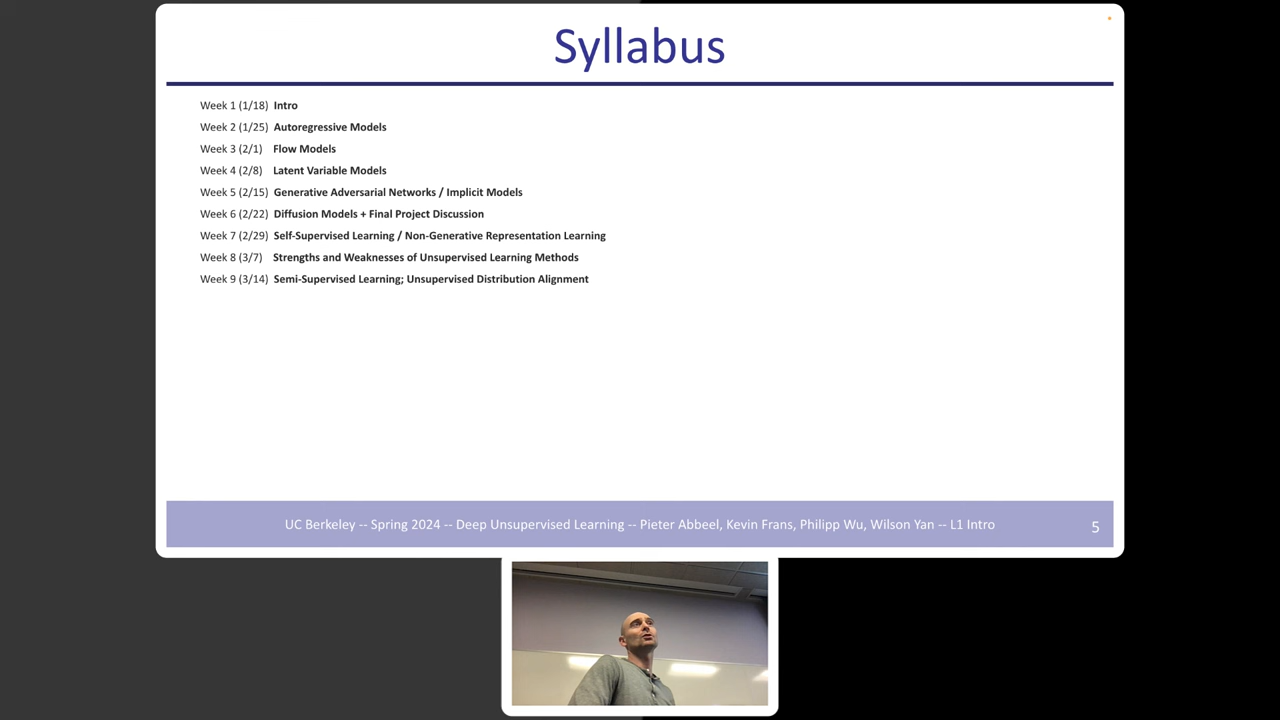 Syllabus
Week 1 (1/18) Intro
Week 2 (1/25) Autoregressive Models
Week 3 (2/1) Flow Models
Week 4 (2/8) Latent Variable Models
Week 5 (2/15) Generative Adversarial Networks / Implicit Models
Week 6 (2/22) Diffusion Models + Final Project Discussion
Week 7 (2/29) Self-Supervised Learning / Non-Generative Representation Learning
Week 8 (3/7) Strengths and Weaknesses of Unsupervised Learning Methods
Week 9 (3/14) Semi-Supervised Learning; Unsupervised Distribution Alignment
UC Berkeley -- Spring 2024 -- Deep Unsupervised Learning -- Pieter Abbeel, Kevin Frans, Philipp Wu, Wilson Yan -- L1 Intro 5